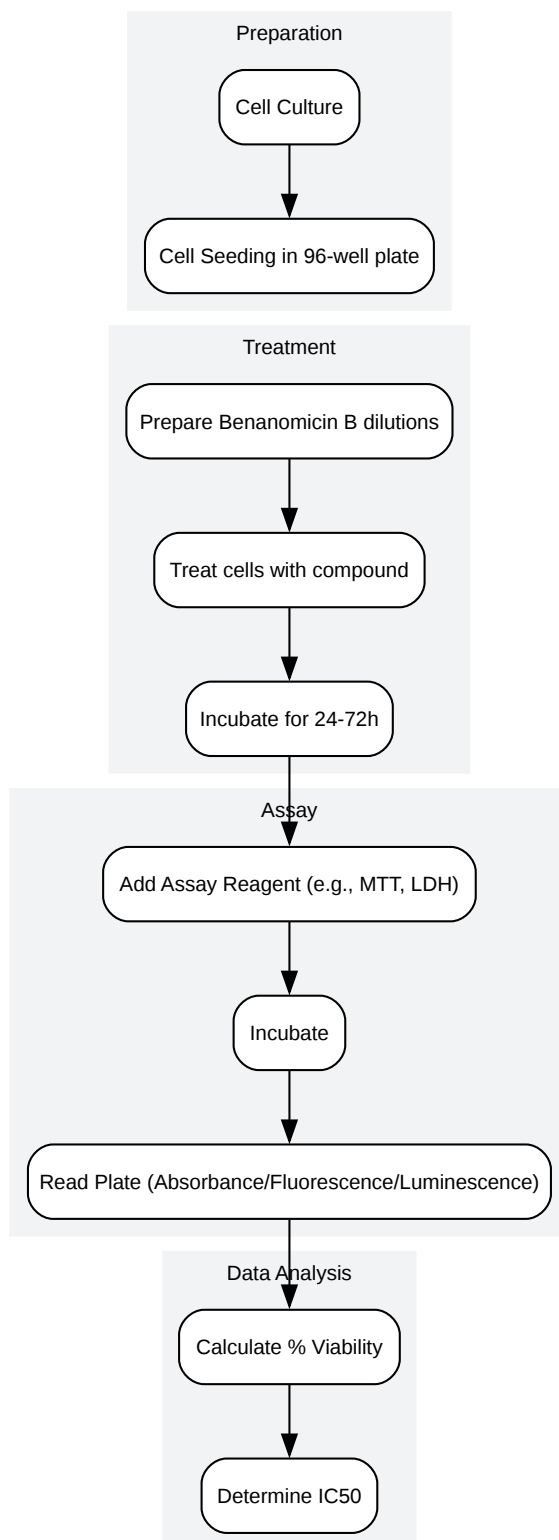 Preparation
Cell Culture
Cell Seeding in 96-well plate
Treatment
Prepare Benanomicin B dilutions
Treat cells with compound
Incubate for 24-72h
Assay
Add Assay Reagent (e.g., MTT, LDH)
Incubate
Read Plate (Absorbance/Fluorescence/Luminescence)
Data Analysis
Calculate % Viability
Determine IC50